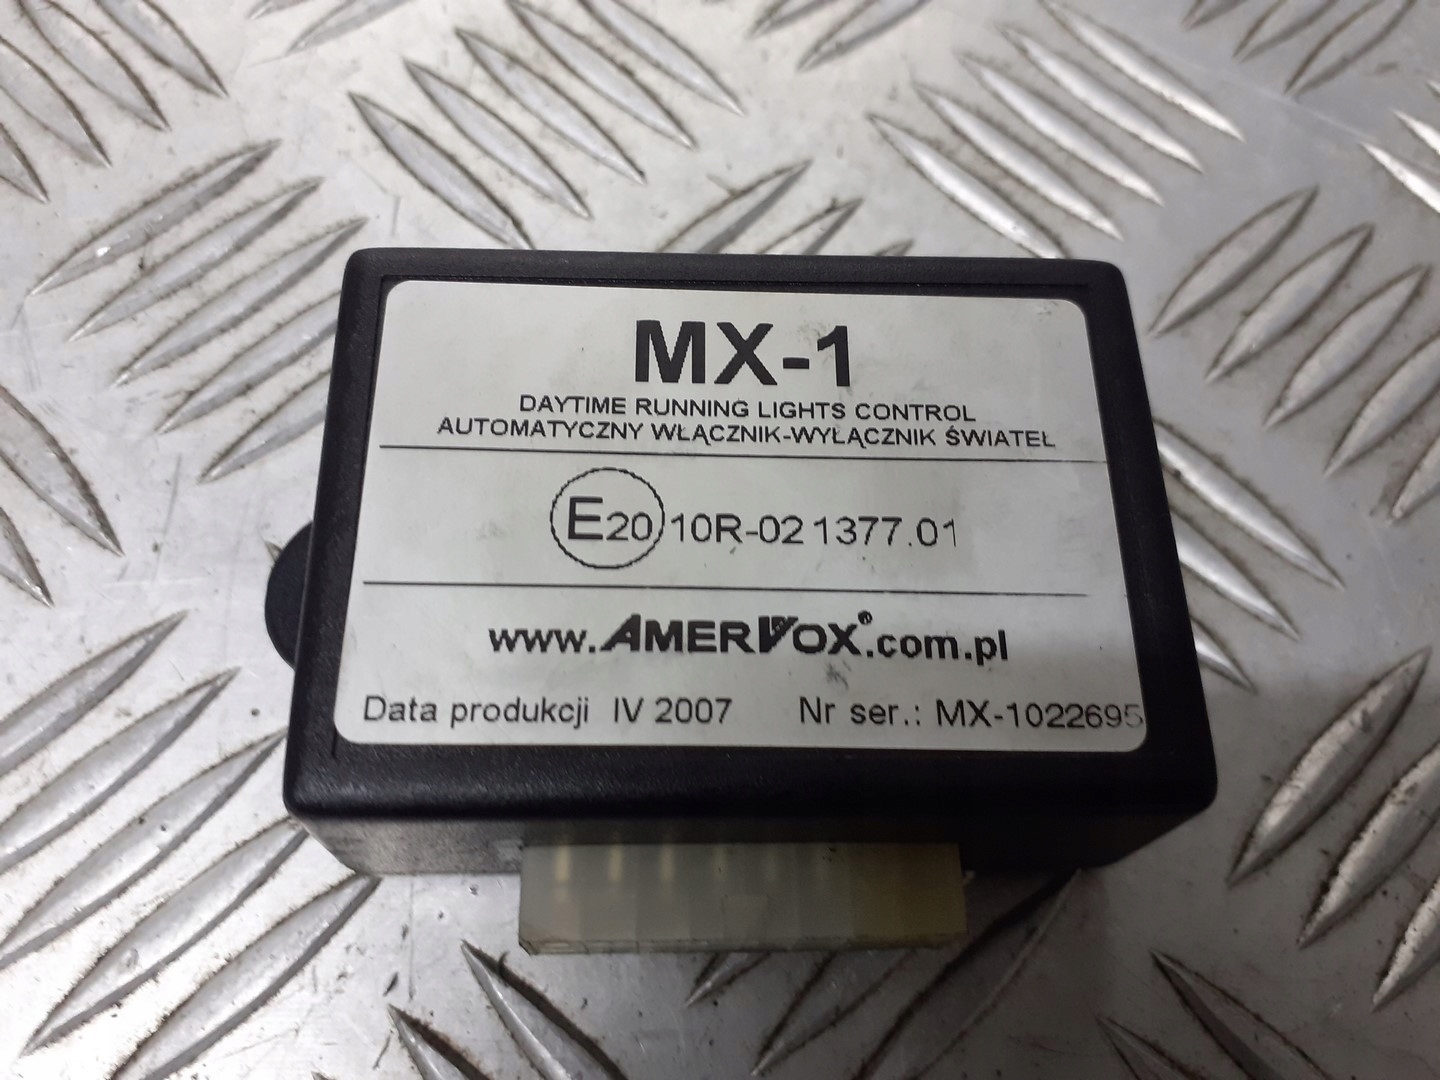 MX-1
DAYTIME RUNNING LIGHTS CONTROL
AUTOMATYCZNY WŁĄCZNIK-WYŁĄCZNIK ŚWIATEŁ
E20 10R-02 1377.01
www.AMERVOX®.com.pl
Data produkcji IV 2007 Nr ser.: MX-1022695